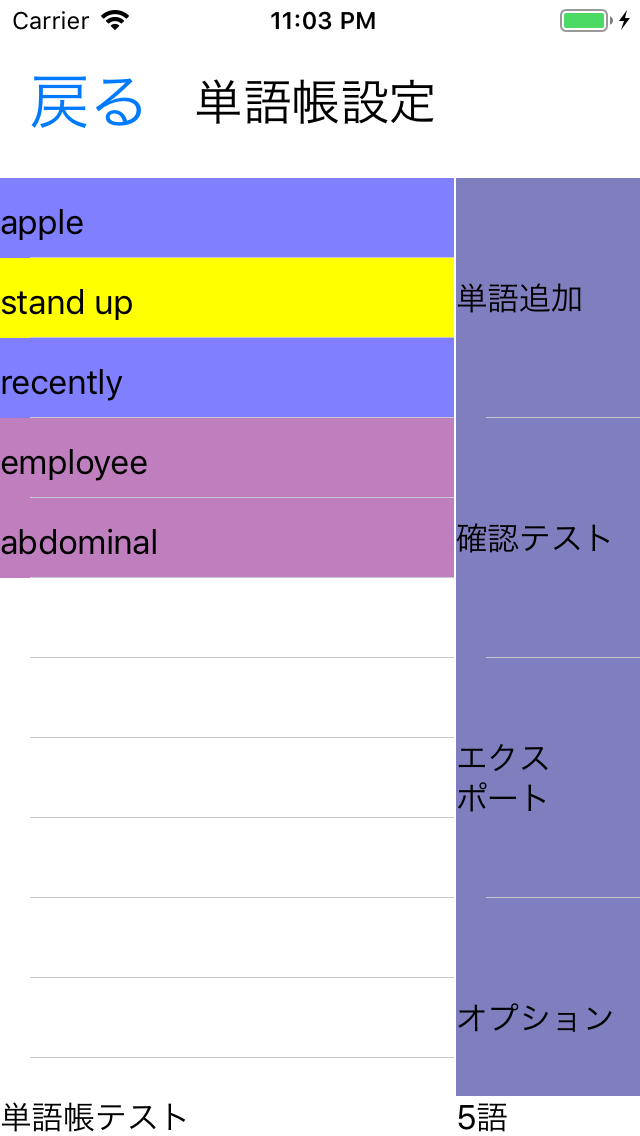 Carrier 11:03 PM
戻る 単語帳設定
apple
stand up
recently
employee
abdominal
単語追加
確認テスト
エクス
ポート
オプション
単語帳テスト 5語